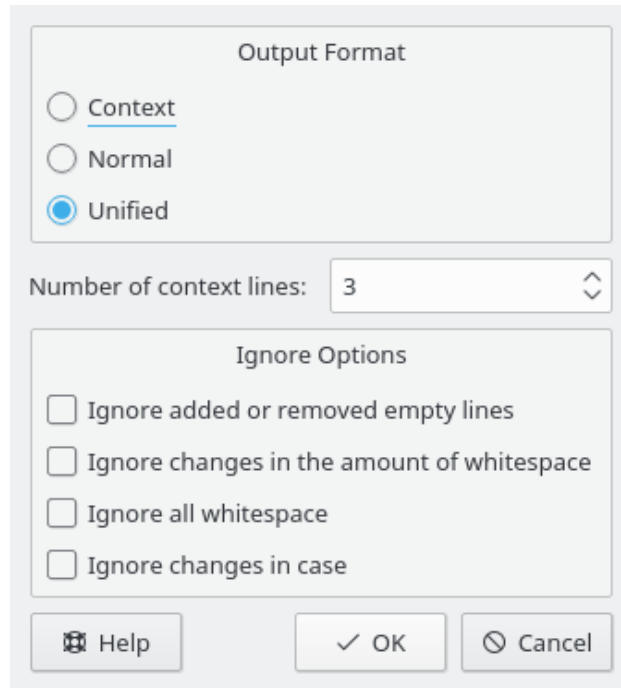 Output Format
Context
Normal
Unified
Number of context lines: 3
Ignore Options
Ignore added or removed empty lines
Ignore changes in the amount of whitespace
Ignore all whitespace
Ignore changes in case
Help OK Cancel